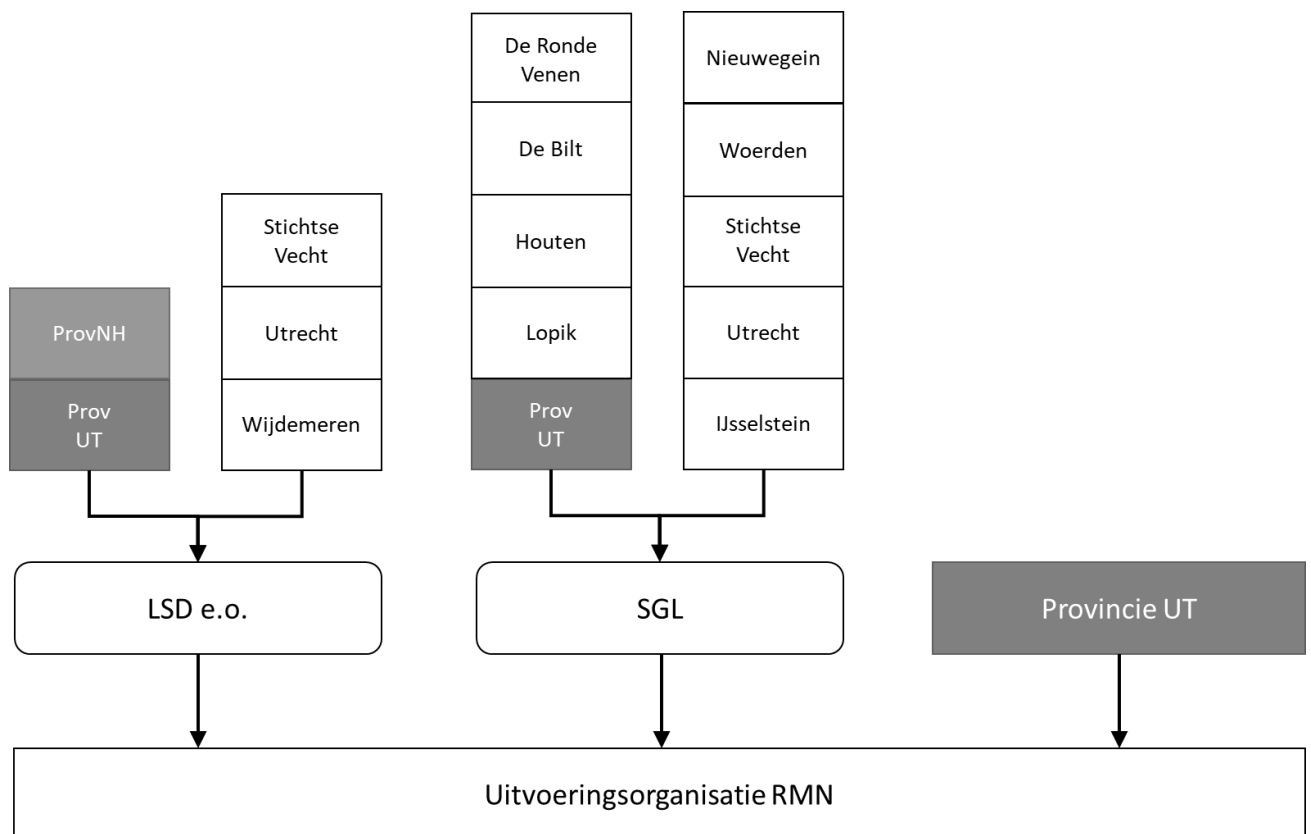 De Ronde
Venen
De Bilt
Houten
Lopik
Prov
UT
Nieuwegein
Woerden
Stichtse
Vecht
Utrecht
IJsselstein
Stichtse
Vecht
Utrecht
Wijdemeren
ProvNH
Prov
UT
LSD e.o.
SGL
Provincie UT
Uitvoeringsorganisatie RMN